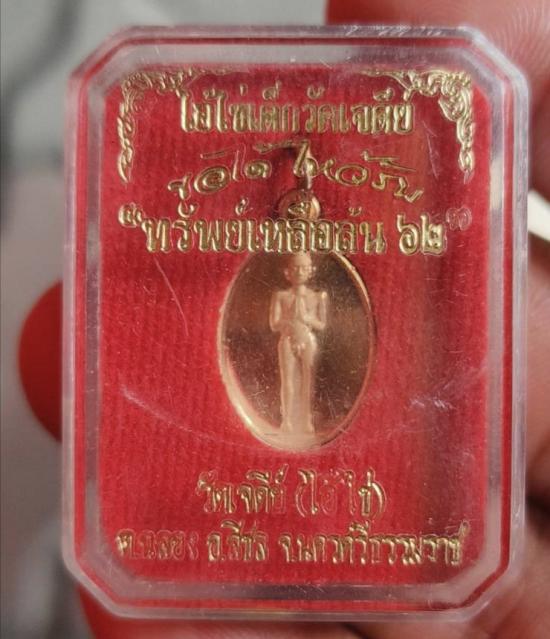 ไอ้ไข่เด็กวัดเจดีย์
ขอได้ ไหว้รับ
"ทรัพย์เหลือล้น ๖๒"
วัดเจดีย์ (ไอ้ไข่)
ต.ฉลอง อ.สิชล จ.นครศรีธรรมราช